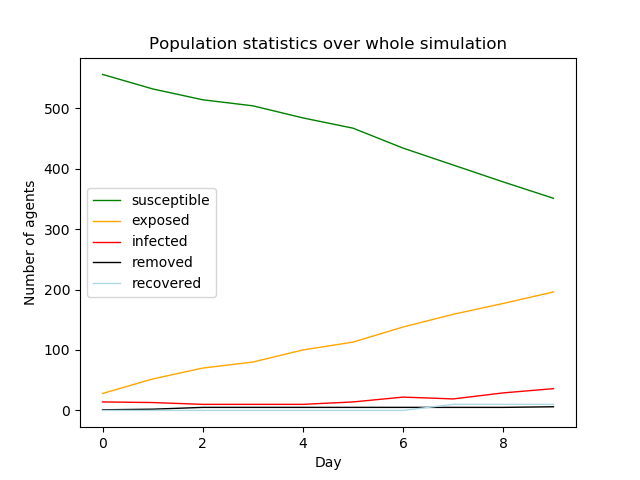 Population statistics over whole simulation
Number of agents
500
400
300
200
100
0
susceptible
exposed
infected
removed
recovered
0 2 4 6 8
Day